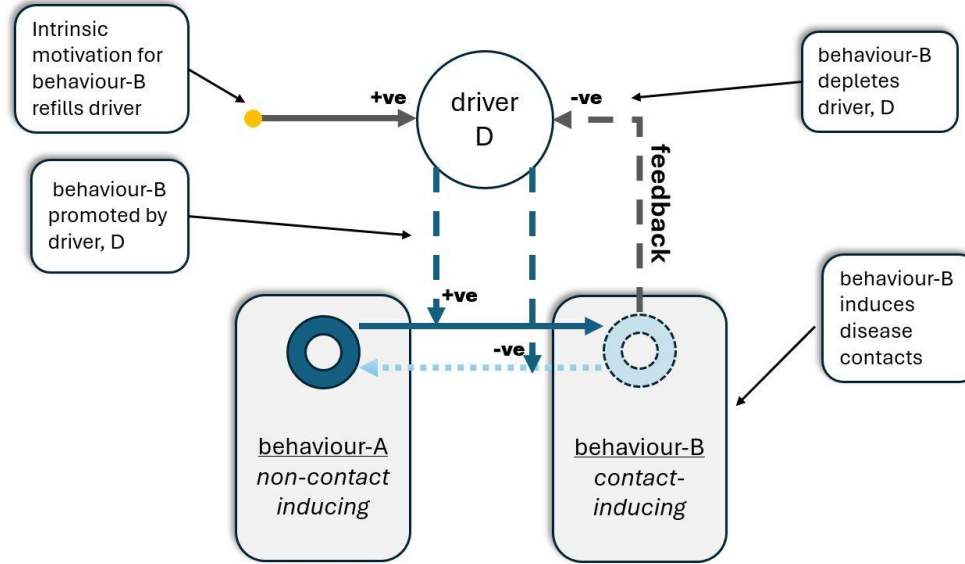 Intrinsic
motivation for
behaviour-B
refills driver
+ve
driver
D
-ve
behaviour-B
depletes
driver, D
behaviour-B
promoted by
driver, D
feedback
+ve
-ve
behaviour-B
induces
disease
contacts
behaviour-A
non-contact
inducing
behaviour-B
contact-
inducing